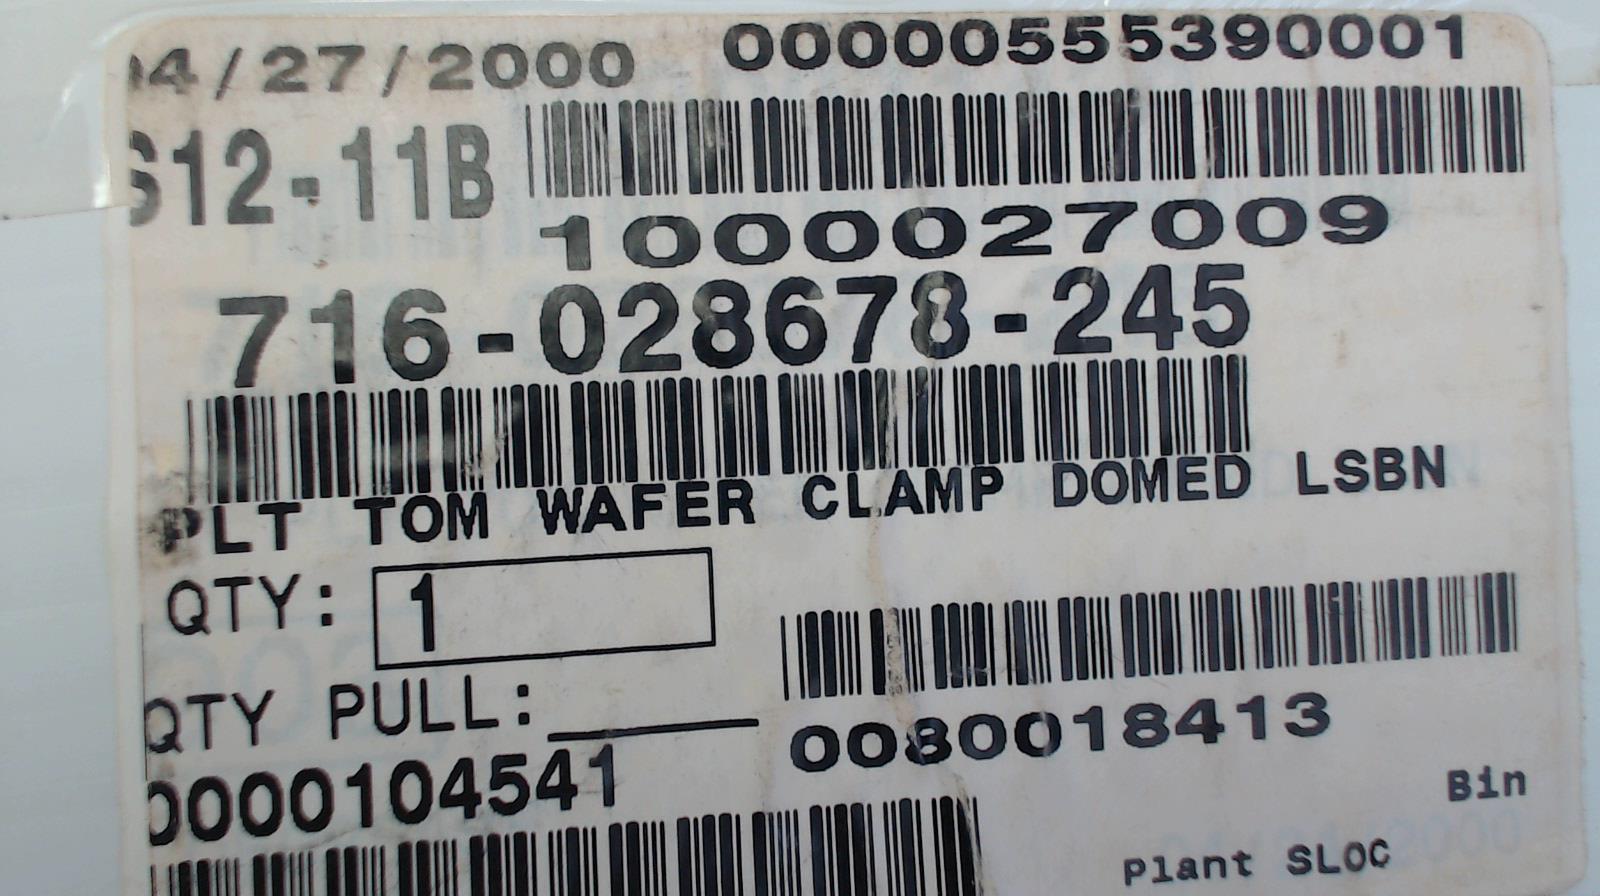 04/27/2000 00000555390001
S12-11B
1000027009
716-028678-245
PLT TOM WAFER CLAMP DOMED LSBN
QTY: 1
QTY PULL:
0080018413
0000104541
Bin
Plant SLOC